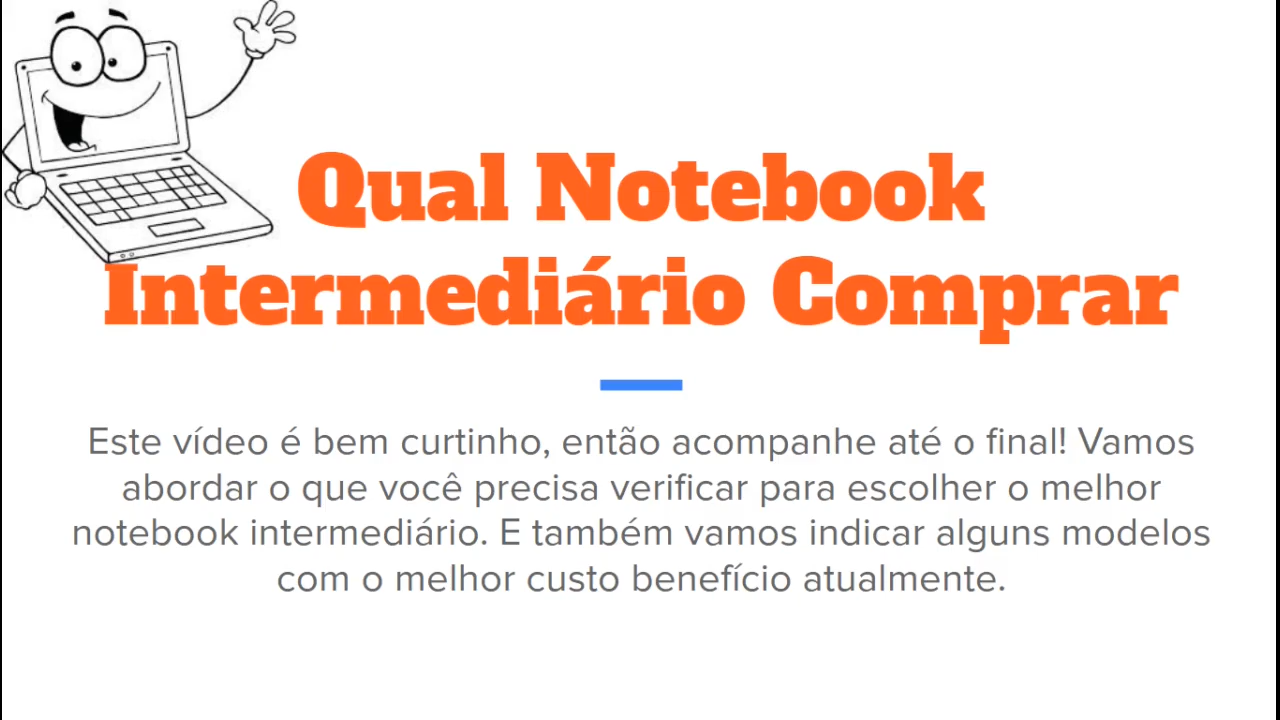 Qual Notebook
Intermediário Comprar
Este vídeo é bem curtinho, então acompanhe até o final! Vamos
abordar o que você precisa verificar para escolher o melhor
notebook intermediário. E também vamos indicar alguns modelos
com o melhor custo benefício atualmente.